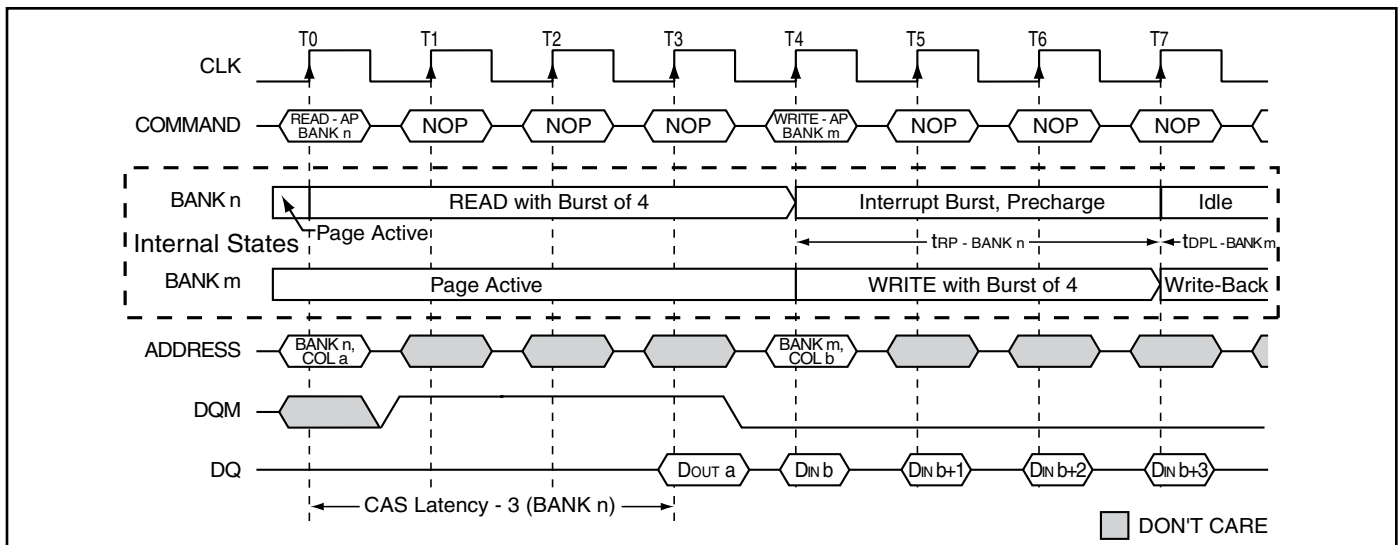 T0 T1 T2 T3 T4 T5 T6 T7
CLK
COMMAND READ - AP BANK n NOP NOP NOP WRITE - AP BANK m NOP NOP NOP
BANK n READ with Burst of 4 Interrupt Burst, Precharge Idle
Internal States Page Active tRP - BANK n tDPL - BANK m
BANK m Page Active WRITE with Burst of 4 Write-Back
ADDRESS BANK n, COL a BANK m, COL b
DQM
DQ DOUT a DIN b DIN b+1 DIN b+2 DIN b+3
CAS Latency - 3 (BANK n)
DON'T CARE